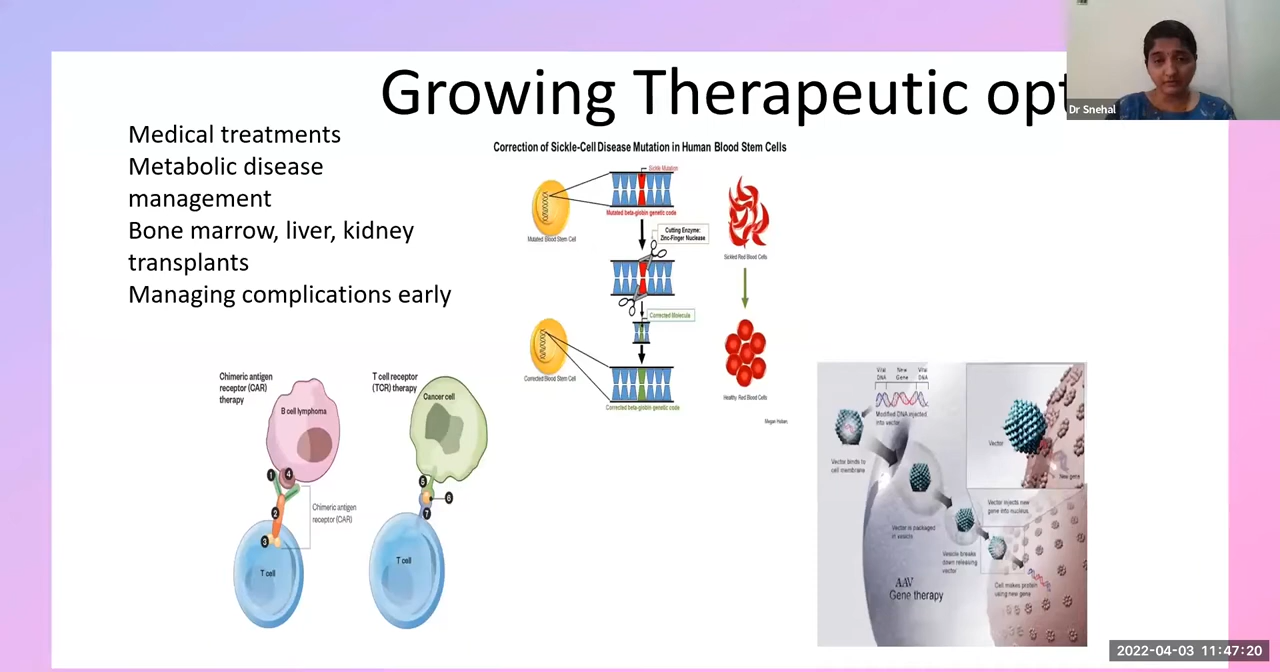 Growing Therapeutic opt
Dr Snehal
Medical treatments
Metabolic disease
management
Bone marrow, liver, kidney
transplants
Managing complications early
Correction of Sickle-Cell Disease Mutation in Human Blood Stem Cells
Sickle Mutation
Mutated beta-globin genetic code
Mutated Blood Stem Cell
Cutting Enzyme:
Zinc-Finger Nuclease
Sickled Red Blood Cells
Corrected Molecule
Corrected Blood Stem Cell
Corrected beta-globin genetic code
Healthy Red Blood Cells
Chimeric antigen
receptor (CAR)
therapy
B cell lymphoma
1
4
2
3
Chimeric antigen
receptor (CAR)
T cell
T cell receptor
(TCR) therapy
Cancer cell
5
6
7
T cell
Viral
DNA
New
Gene
Viral
DNA
Modified DNA injected
into vector
Vector binds to
cell membrane
Vector is packaged
in vesicle
Vesicle breaks
down releasing
vector
Vector
New gene
Vector injects new
gene into nucleus
Cell makes protein
using new gene
AAV
Gene therapy
2022-04-03 11:47:20